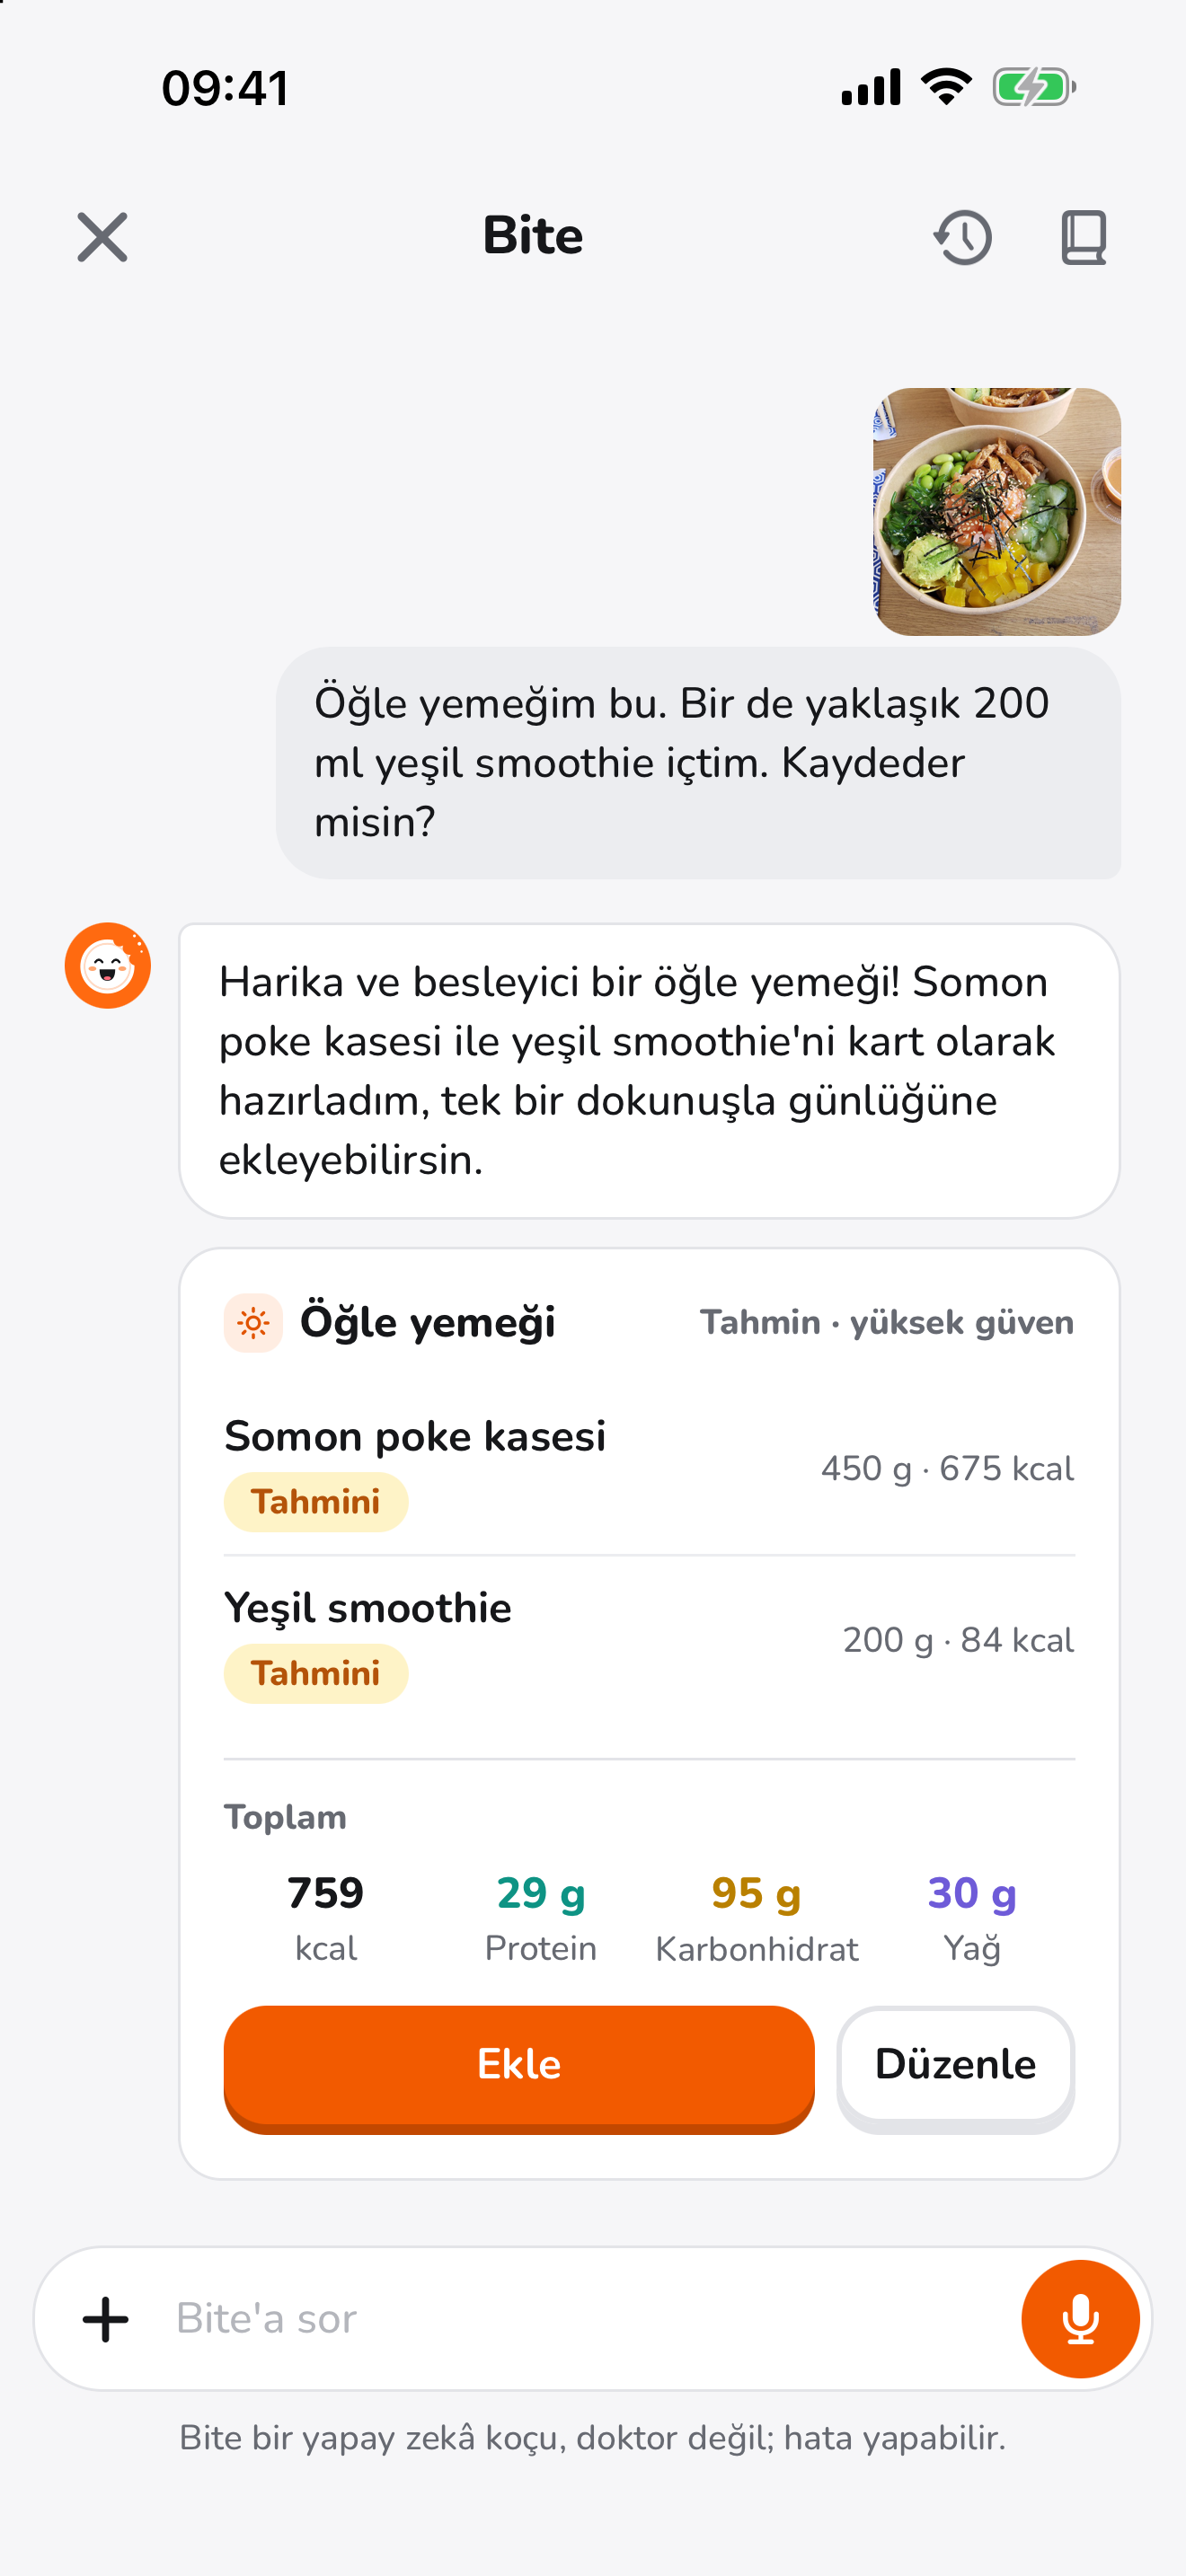 09:41
Bite
Öğle yemeğim bu. Bir de yaklaşık 200
ml yeşil smoothie içtim. Kaydeder
misin?
Harika ve besleyici bir öğle yemeği! Somon
poke kasesi ile yeşil smoothie'ni kart olarak
hazırladım, tek bir dokunuşla günlüğüne
ekleyebilirsin.
Öğle yemeği
Tahmin · yüksek güven
Somon poke kasesi
Tahmini
450 g · 675 kcal
Yeşil smoothie
Tahmini
200 g · 84 kcal
Toplam
759 29 g 95 g 30 g
kcal Protein Karbonhidrat Yağ
Ekle
Düzenle
Bite'a sor
Bite bir yapay zekâ koçu, doktor değil; hata yapabilir.